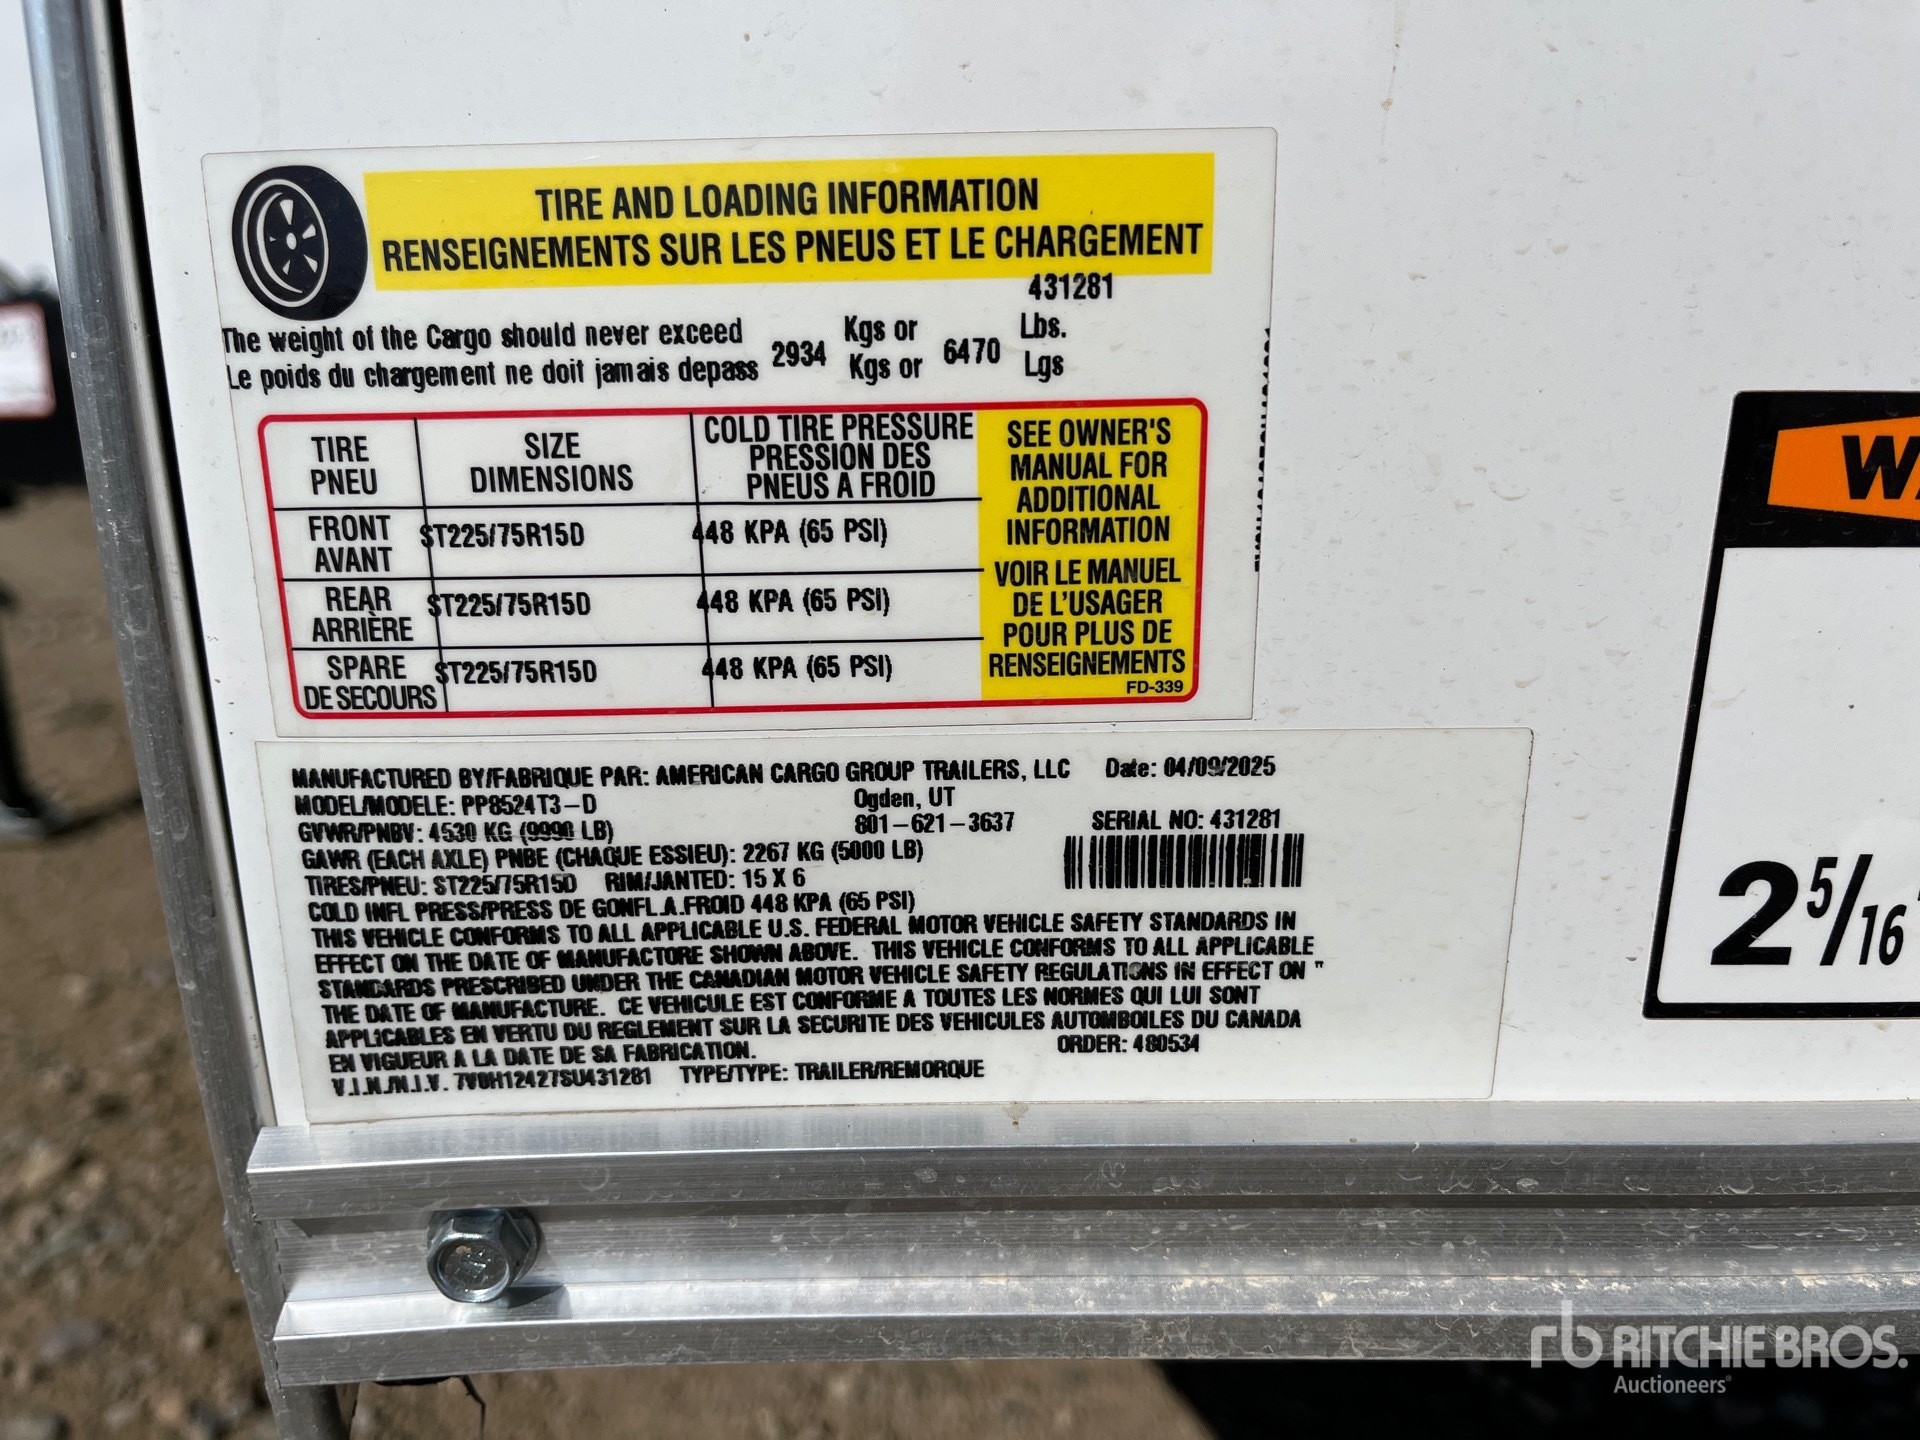 TIRE AND LOADING INFORMATION
RENSEIGNEMENTS SUR LES PNEUS ET LE CHARGEMENT
431281
The weight of the Cargo should never exceed 2934 Kgs or 6470 Lbs.
Le poids du chargement ne doit jamais depass Kgs or Lgs
TIRE
PNEU
SIZE
DIMENSIONS
COLD TIRE PRESSURE
PRESSION DES
PNEUS A FROID
FRONT
AVANT
ST225/75R15D
448 KPA (65 PSI)
REAR
ARRIÈRE
ST225/75R15D
448 KPA (65 PSI)
SPARE
DE SECOURS
ST225/75R15D
448 KPA (65 PSI)
SEE OWNER'S
MANUAL FOR
ADDITIONAL
INFORMATION
VOIR LE MANUEL
DE L'USAGER
POUR PLUS DE
RENSEIGNEMENTS
FD-339
MANUFACTURED BY/FABRIQUE PAR: AMERICAN CARGO GROUP TRAILERS, LLC Date: 04/09/2025
MODEL/MODELE: PP8524T3-D Ogden, UT
GVWR/PNBV: 4530 KG (9990 LB) 801-621-3637 SERIAL NO: 431281
GAWR (EACH AXLE) PNBE (CHAQUE ESSIEU): 2267 KG (5000 LB)
TIRES/PNEU: ST225/75R15D RIM/JANTED: 15 X 6
COLD INFL PRESS/PRESS DE GONFL.A.FROID 448 KPA (65 PSI)
THIS VEHICLE CONFORMS TO ALL APPLICABLE U.S. FEDERAL MOTOR VEHICLE SAFETY STANDARDS IN
EFFECT ON THE DATE OF MANUFACTORE SHOWN ABOVE. THIS VEHICLE CONFORMS TO ALL APPLICABLE
STANDARDS PRESCRIBED UNDER THE CANADIAN MOTOR VEHICLE SAFETY REGULATIONS IN EFFECT ON "
THE DATE OF MANUFACTURE. CE VEHICULE EST CONFORME A TOUTES LES NORMES QUI LUI SONT
APPLICABLES EN VERTU DU REGLEMENT SUR LA SECURITE DES VEHICULES AUTOMBOILES DU CANADA
EN VIGUEUR A LA DATE DE SA FABRICATION. ORDER: 480534
V.I.N./N.I.V. 7V0H12427SU431281 TYPE/TYPE: TRAILER/REMORQUE
2 5/16"
rb RITCHIE BROS.
Auctioneers